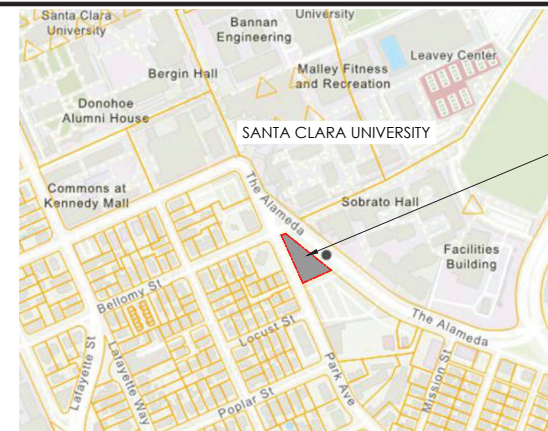 Santa Clara
University
Bannan
Engineering
University
Leavey Center
Bergin Hall
Malley Fitness
and Recreation
Donohoe
Alumni House
SANTA CLARA UNIVERSITY
Commons at
Kennedy Mall
The Alameda
Sobrato Hall
Facilities
Building
Bellomy St
Locust St
The Alameda
Lafayette St
Lafayette Way
Poplar St
Park Ave
Mission St